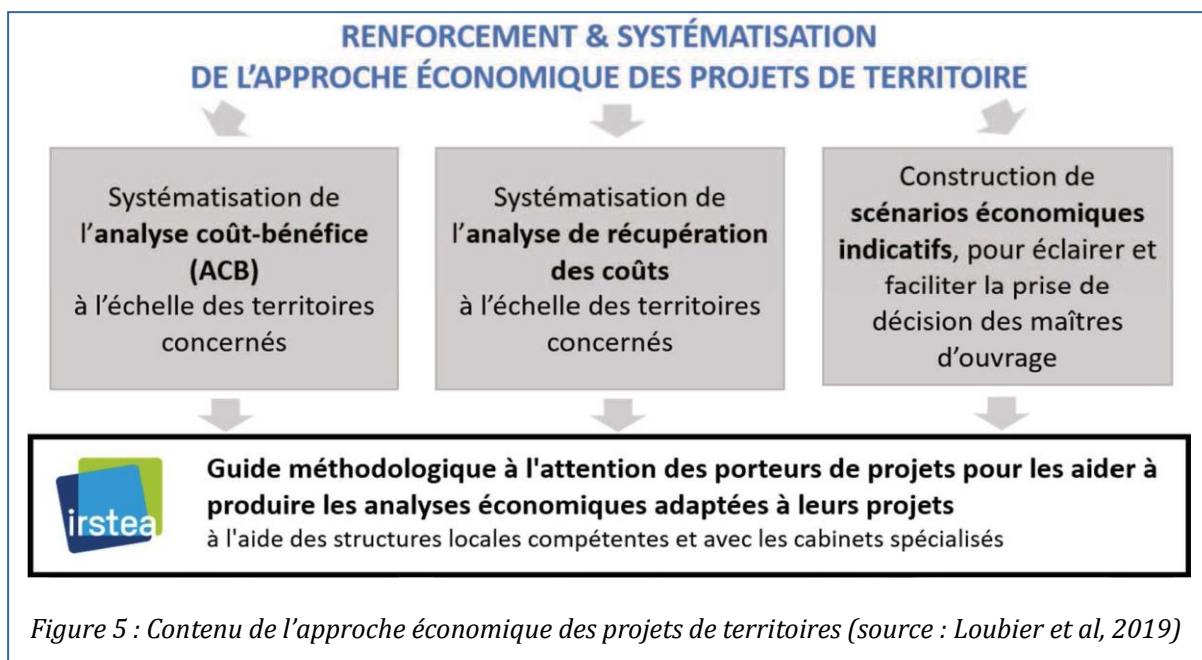 RENFORCEMENT & SYSTÉMATISATION
DE L’APPROCHE ÉCONOMIQUE DES PROJETS DE TERRITOIRE
Systématisation de
l’analyse coût-bénéfice
(ACB)
à l’échelle des territoires
concernés
Systématisation de
l’analyse de récupération
des coûts
à l’échelle des territoires
concernés
Construction de
scénarios économiques
indicatifs, pour éclairer et
faciliter la prise de
décision des maîtres
d’ouvrage
irstea
Guide méthodologique à l'attention des porteurs de projets pour les aider à
produire les analyses économiques adaptées à leurs projets
à l'aide des structures locales compétentes et avec les cabinets spécialisés
Figure 5 : Contenu de l’approche économique des projets de territoires (source : Loubier et al, 2019)